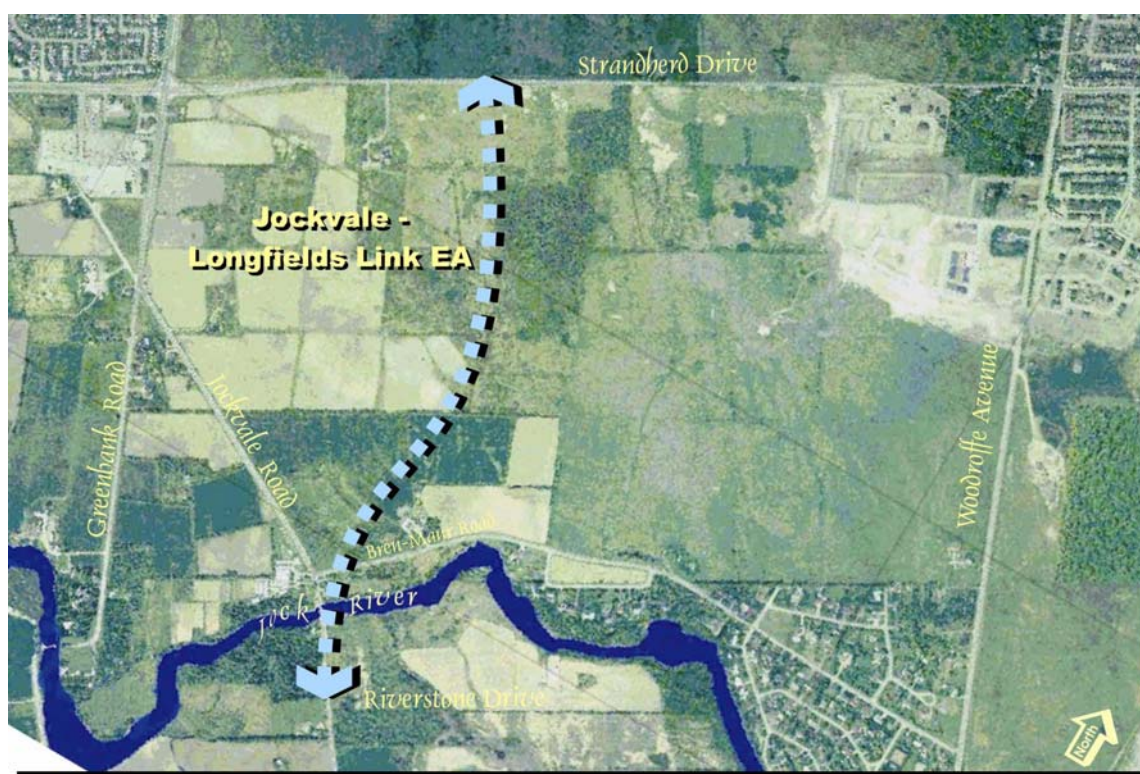 Strandherd Drive
Jockvale -
Longfields Link EA
Greenbank Road
Jockvale Road
Woodroffe Avenue
Bren-Maur Road
Jock River
Riverstone Drive
North